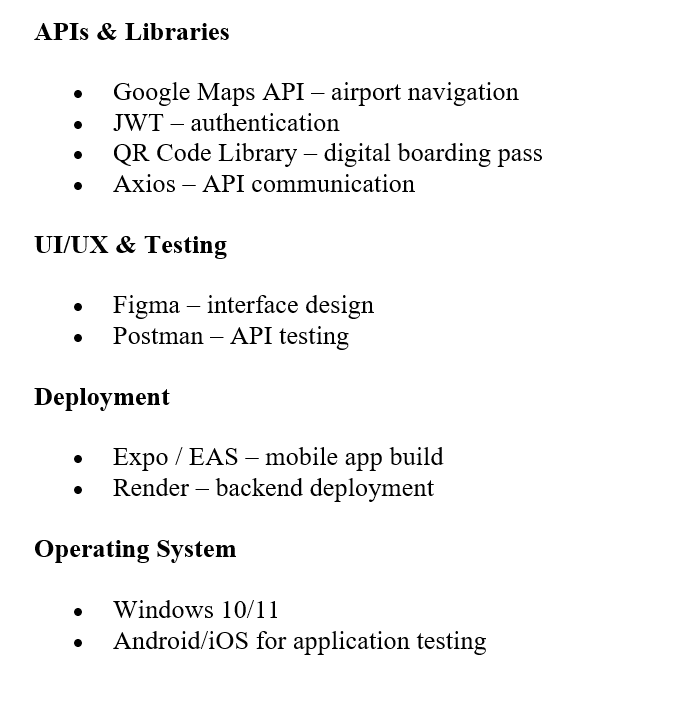 APIs & Libraries
• Google Maps API – airport navigation
• JWT – authentication
• QR Code Library – digital boarding pass
• Axios – API communication
UI/UX & Testing
• Figma – interface design
• Postman – API testing
Deployment
• Expo / EAS – mobile app build
• Render – backend deployment
Operating System
• Windows 10/11
• Android/iOS for application testing